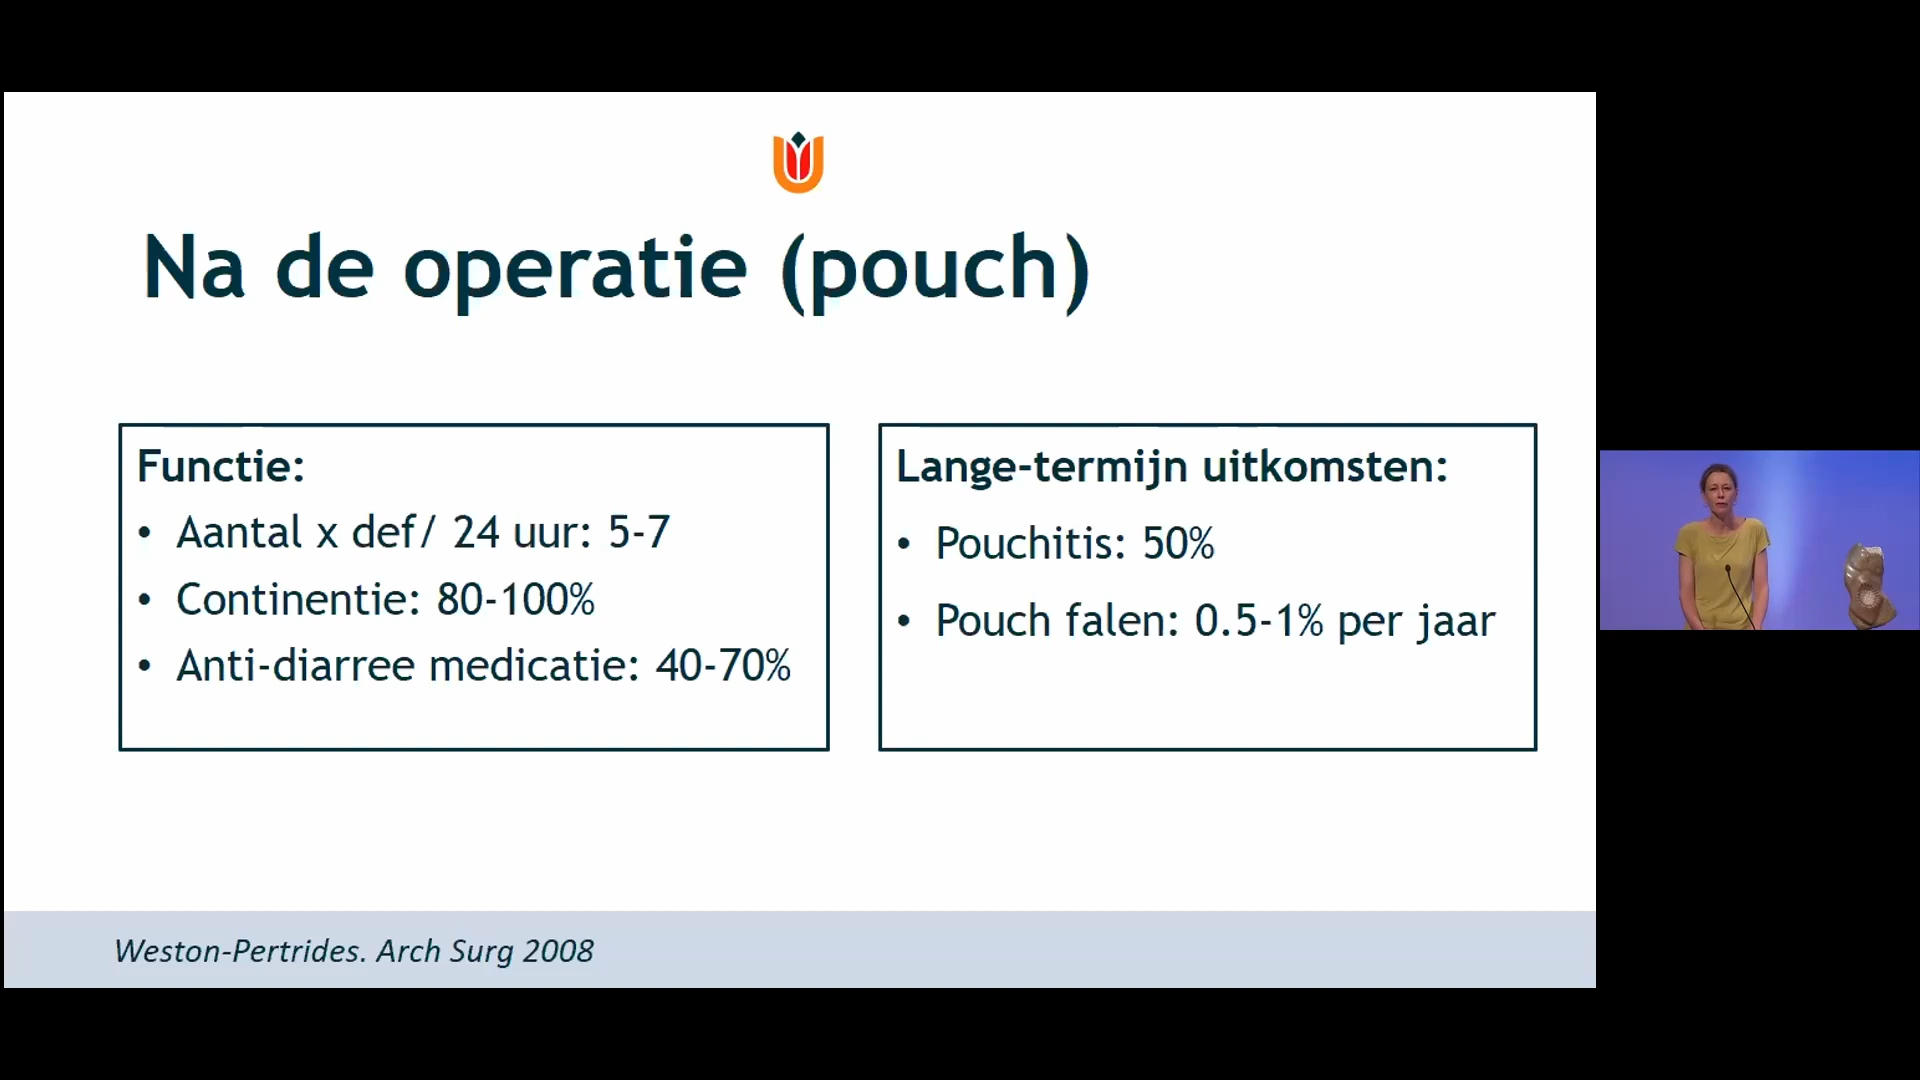 Na de operatie (pouch)
Functie:
• Aantal x def/ 24 uur: 5-7
• Continentie: 80-100%
• Anti-diarree medicatie: 40-70%
Lange-termijn uitkomsten:
• Pouchitis: 50%
• Pouch falen: 0.5-1% per jaar
Weston-Pertrides. Arch Surg 2008